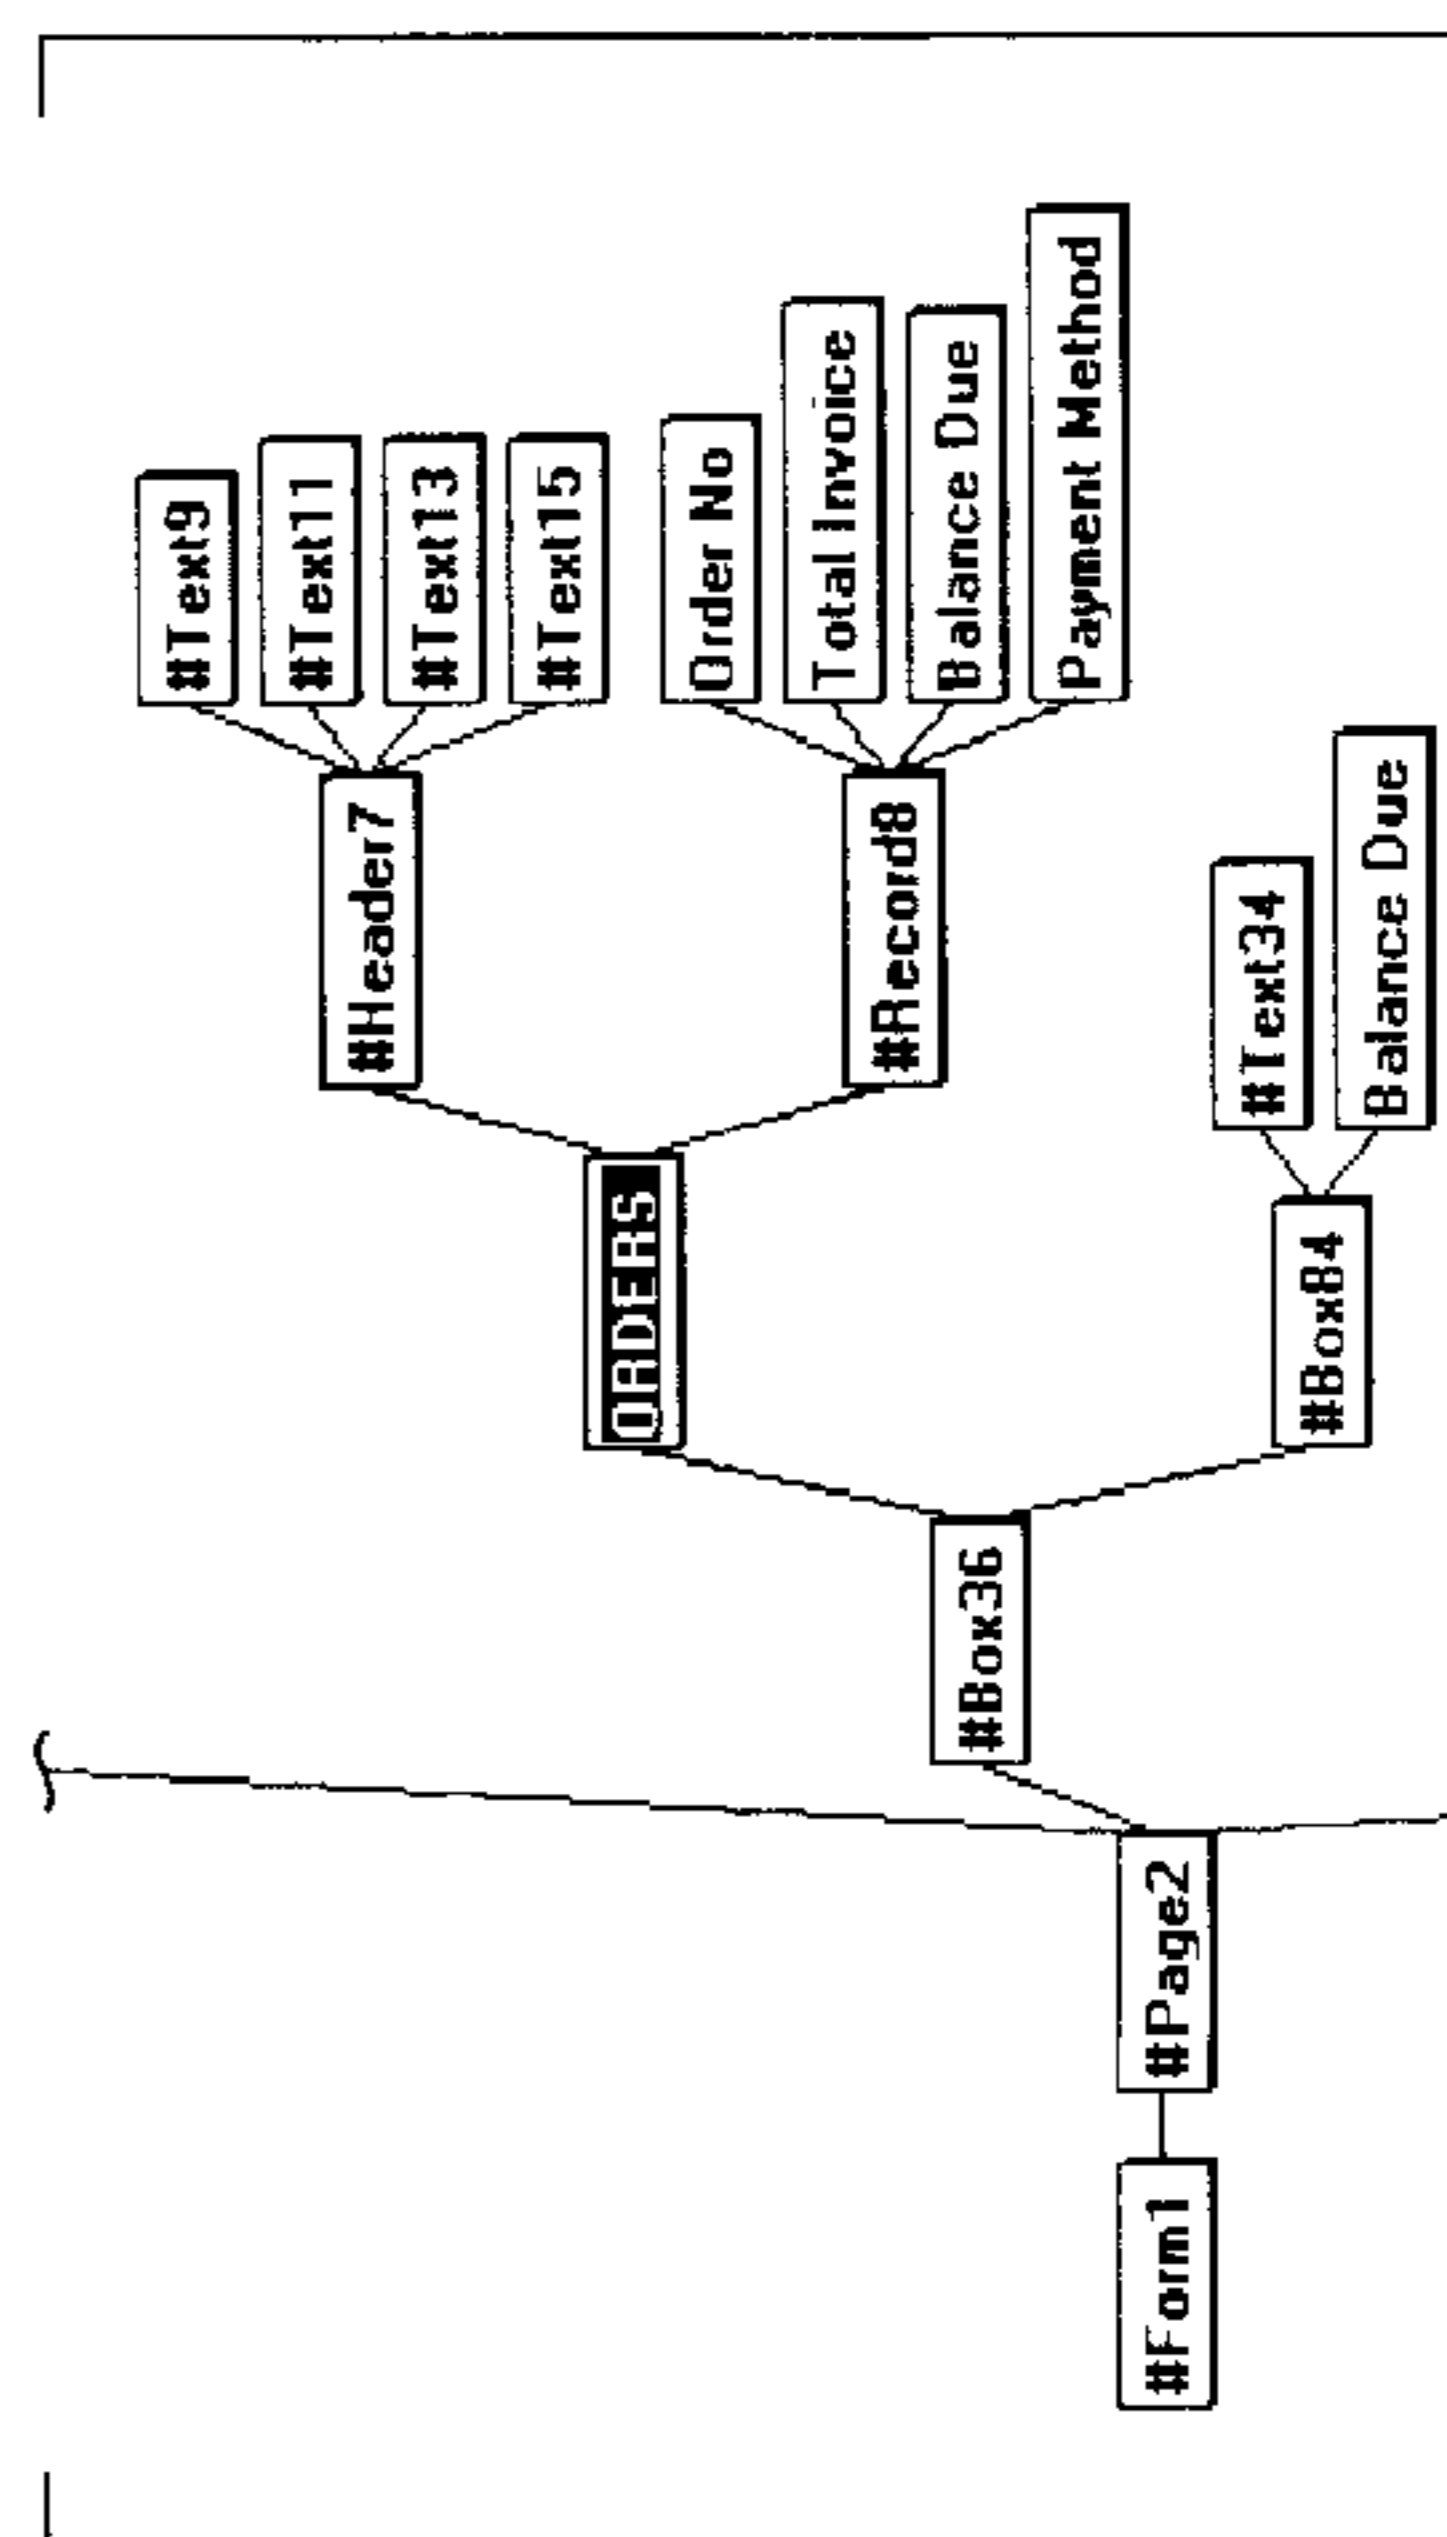 #Text9
#Text11
#Text13
#Text15
#Header7
Order No
Total Invoice
Balance Due
Payment Method
#Record8
ORDERS
#Text34
Balance Due
#Box84
#Box36
#Page2
#Form1